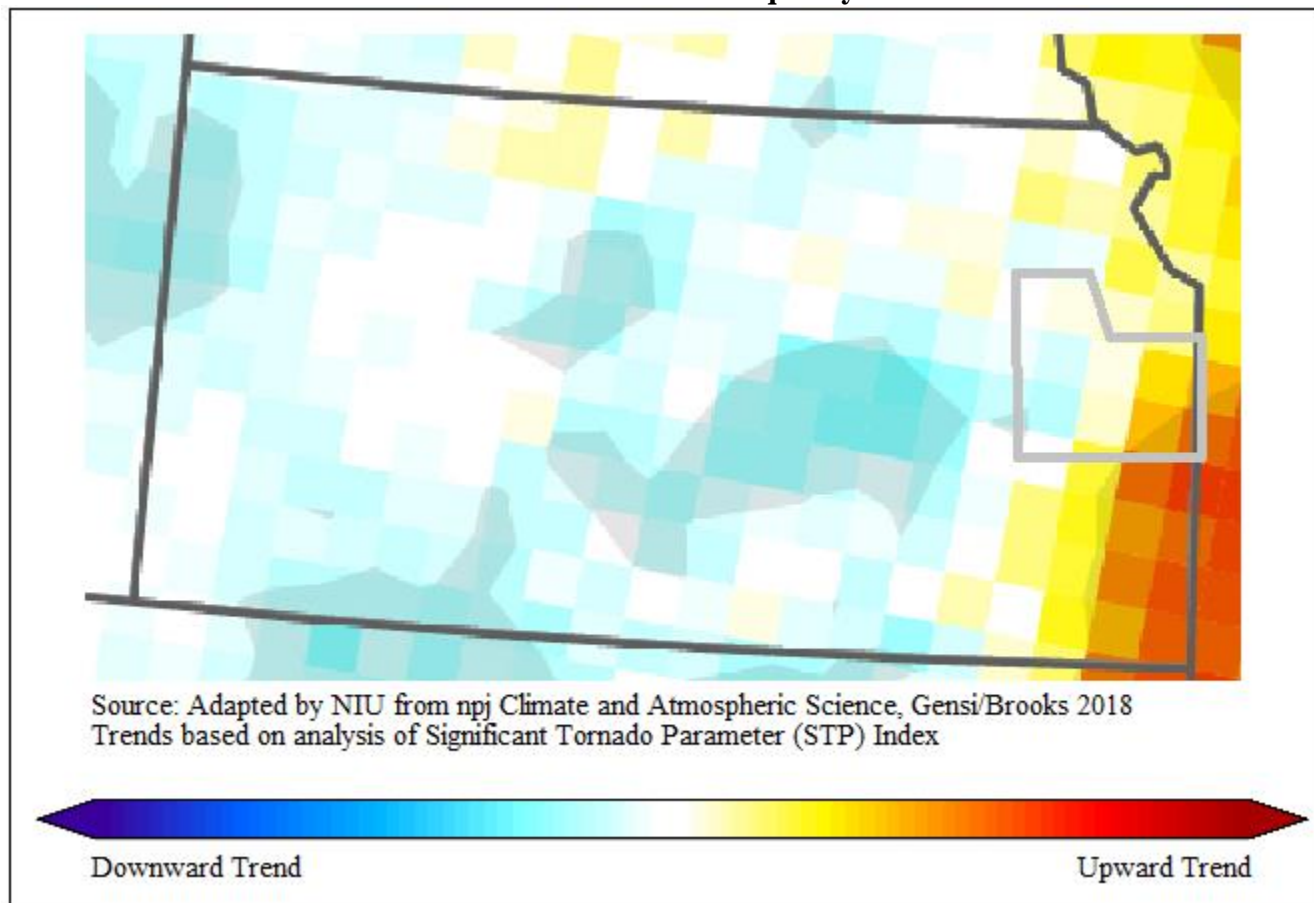 Source: Adapted by NIU from npj Climate and Atmospheric Science, Gensi/Brooks 2018
Trends based on analysis of Significant Tornado Parameter (STP) Index
Downward Trend
Upward Trend